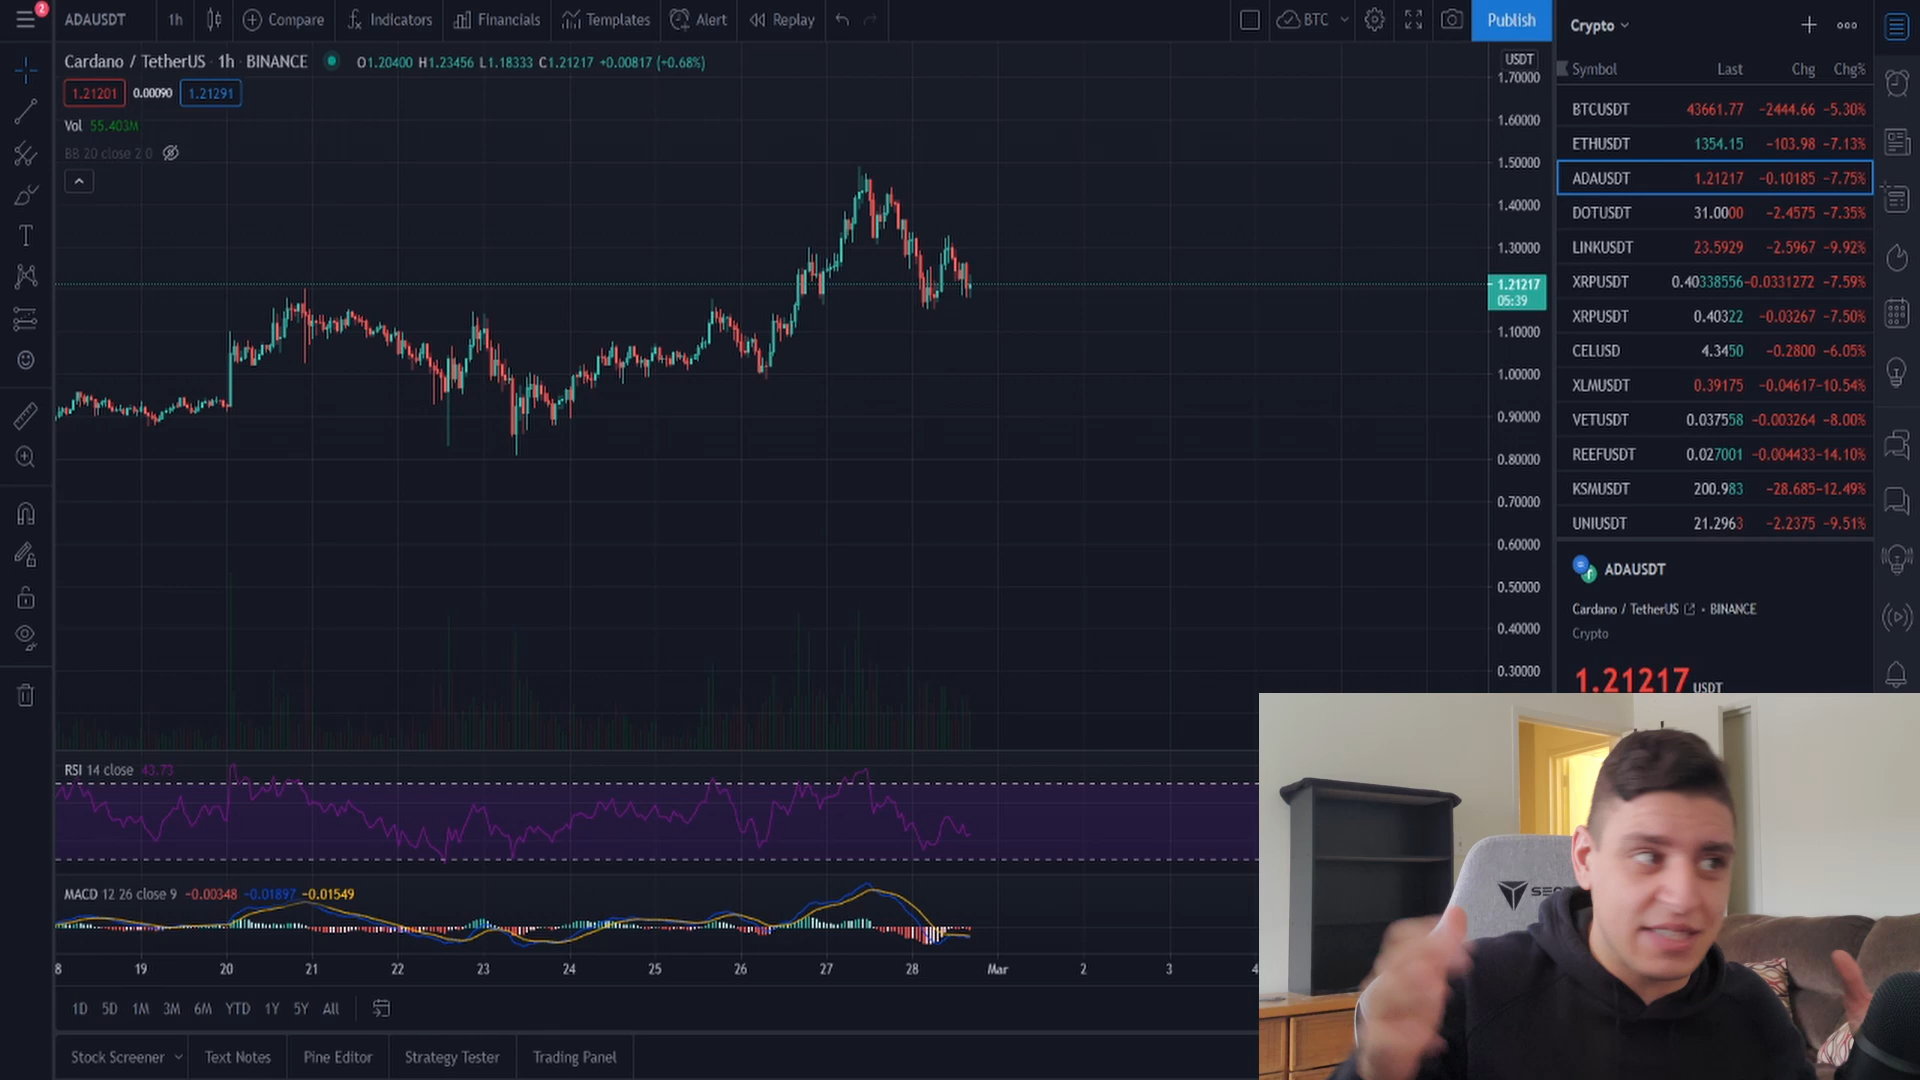 2
ADAUSDT 1h Compare Indicators Financials Templates Alert Replay BTC Publish
Cardano / TetherUS · 1h · BINANCE O1.20400 H1.23456 L1.18333 C1.21217 +0.00817 (+0.68%)
1.21201 0.00090 1.21291
Vol 55.403M
BB 20 close 2 0
USDT
1.70000
1.60000
1.50000
1.40000
1.30000
1.21217
05:39
1.10000
1.00000
0.90000
0.80000
0.70000
0.60000
0.50000
0.40000
0.30000
RSI 14 close 43.73
MACD 12 26 close 9 -0.00348 -0.01897 -0.01549
8 19 20 21 22 23 24 25 26 27 28 Mar 2 3 4
1D 5D 1M 3M 6M YTD 1Y 5Y All
Stock Screener Text Notes Pine Editor Strategy Tester Trading Panel
Crypto
Symbol Last Chg Chg%
BTCUSDT 43661.77 -2444.66 -5.30%
ETHUSDT 1354.15 -103.98 -7.13%
ADAUSDT 1.21217 -0.10185 -7.75%
DOTUSDT 31.0000 -2.4575 -7.35%
LINKUSDT 23.5929 -2.5967 -9.92%
XRPUSDT 0.40338556 -0.0331272 -7.59%
XRPUSDT 0.40322 -0.03267 -7.50%
CELUSD 4.3450 -0.2800 -6.05%
XLMUSDT 0.39175 -0.04617 -10.54%
VETUSDT 0.037558 -0.003264 -8.00%
REEFUSDT 0.027001 -0.004433 -14.10%
KSMUSDT 200.983 -28.685 -12.49%
UNIUSDT 21.2963 -2.2375 -9.51%
ADAUSDT
Cardano / TetherUS · BINANCE
Crypto
1.21217 USDT